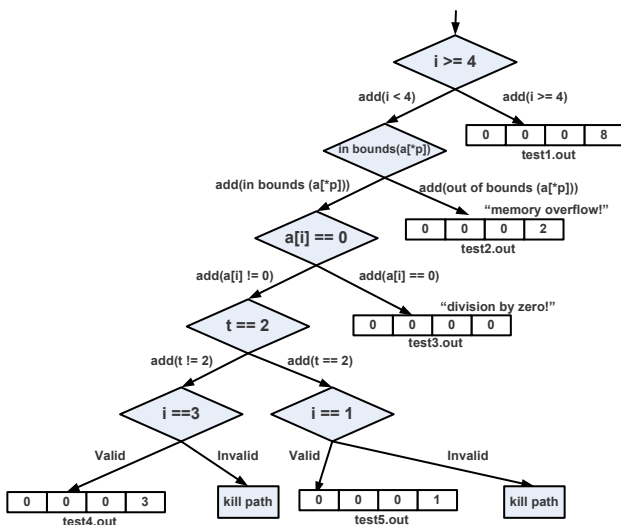 i >= 4
add(i < 4)
add(i >= 4)
0 0 0 8
test1.out
in bounds(a[*p])
add(in bounds (a[*p]))
add(out of bounds (a[*p]))
“memory overflow!”
0 0 0 2
test2.out
a[i] == 0
add(a[i] != 0)
add(a[i] == 0)
“division by zero!”
0 0 0 0
test3.out
t == 2
add(t != 2)
add(t == 2)
i ==3
i == 1
Valid
Invalid
Valid
Invalid
0 0 0 3
test4.out
kill path
0 0 0 1
test5.out
kill path